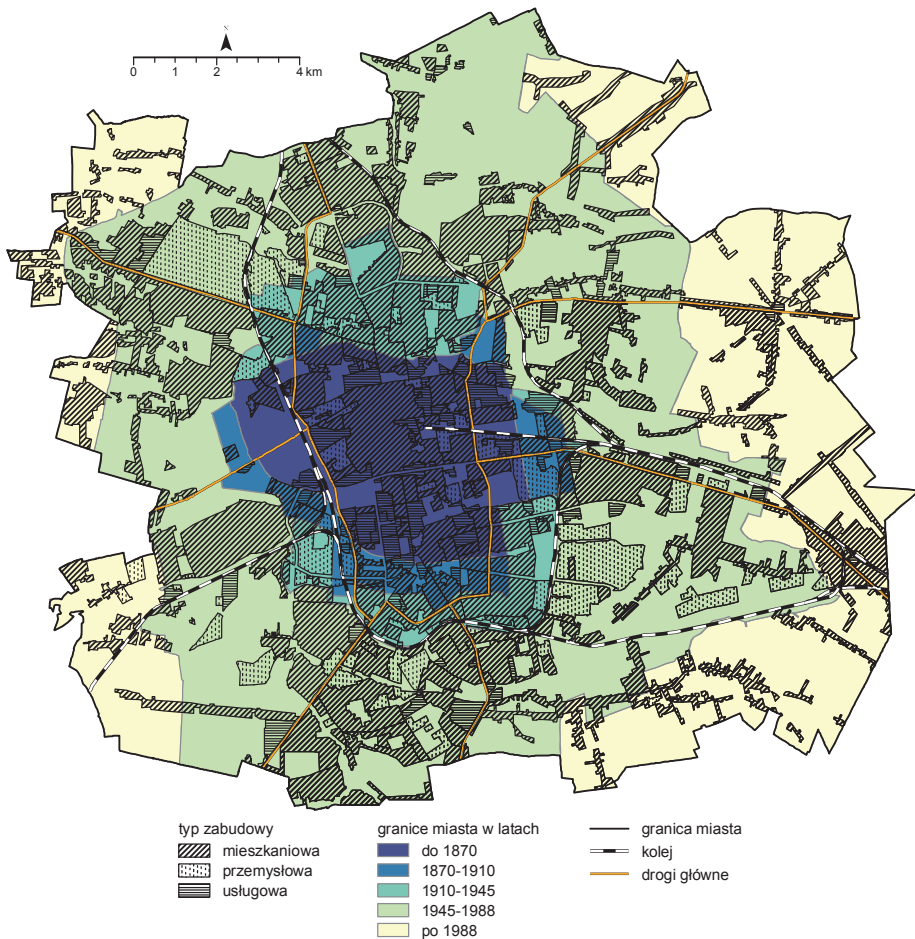 N
0 1 2 4 km
typ zabudowy
mieszkaniowa
przemysłowa
usługowa
granice miasta w latach
do 1870
1870-1910
1910-1945
1945-1988
po 1988
granica miasta
kolej
drogi główne